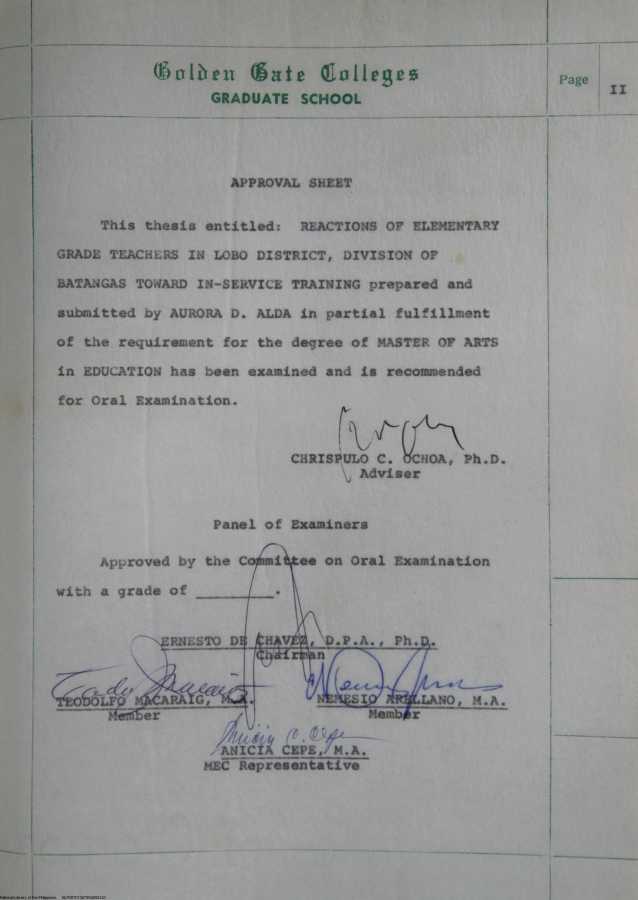 Golden Gate Colleges
GRADUATE SCHOOL
Page II
APPROVAL SHEET
This thesis entitled: REACTIONS OF ELEMENTARY
GRADE TEACHERS IN LOBO DISTRICT, DIVISION OF
BATANGAS TOWARD IN-SERVICE TRAINING prepared and
submitted by AURORA D. ALDA in partial fulfillment
of the requirement for the degree of MASTER OF ARTS
in EDUCATION has been examined and is recommended
for Oral Examination.
CHRISPULO C. OCHOA, Ph.D.
Adviser
Panel of Examiners
Approved by the Committee on Oral Examination
with a grade of __________.
ERNESTO DE CHAVEZ, D.P.A., Ph.D.
Chairman
TEODOLFO MACARAIG, M.A.
Member
NEMESIO ARELLANO, M.A.
Member
Anicia C. Cepe
ANICIA CEPE, M.A.
MEC Representative